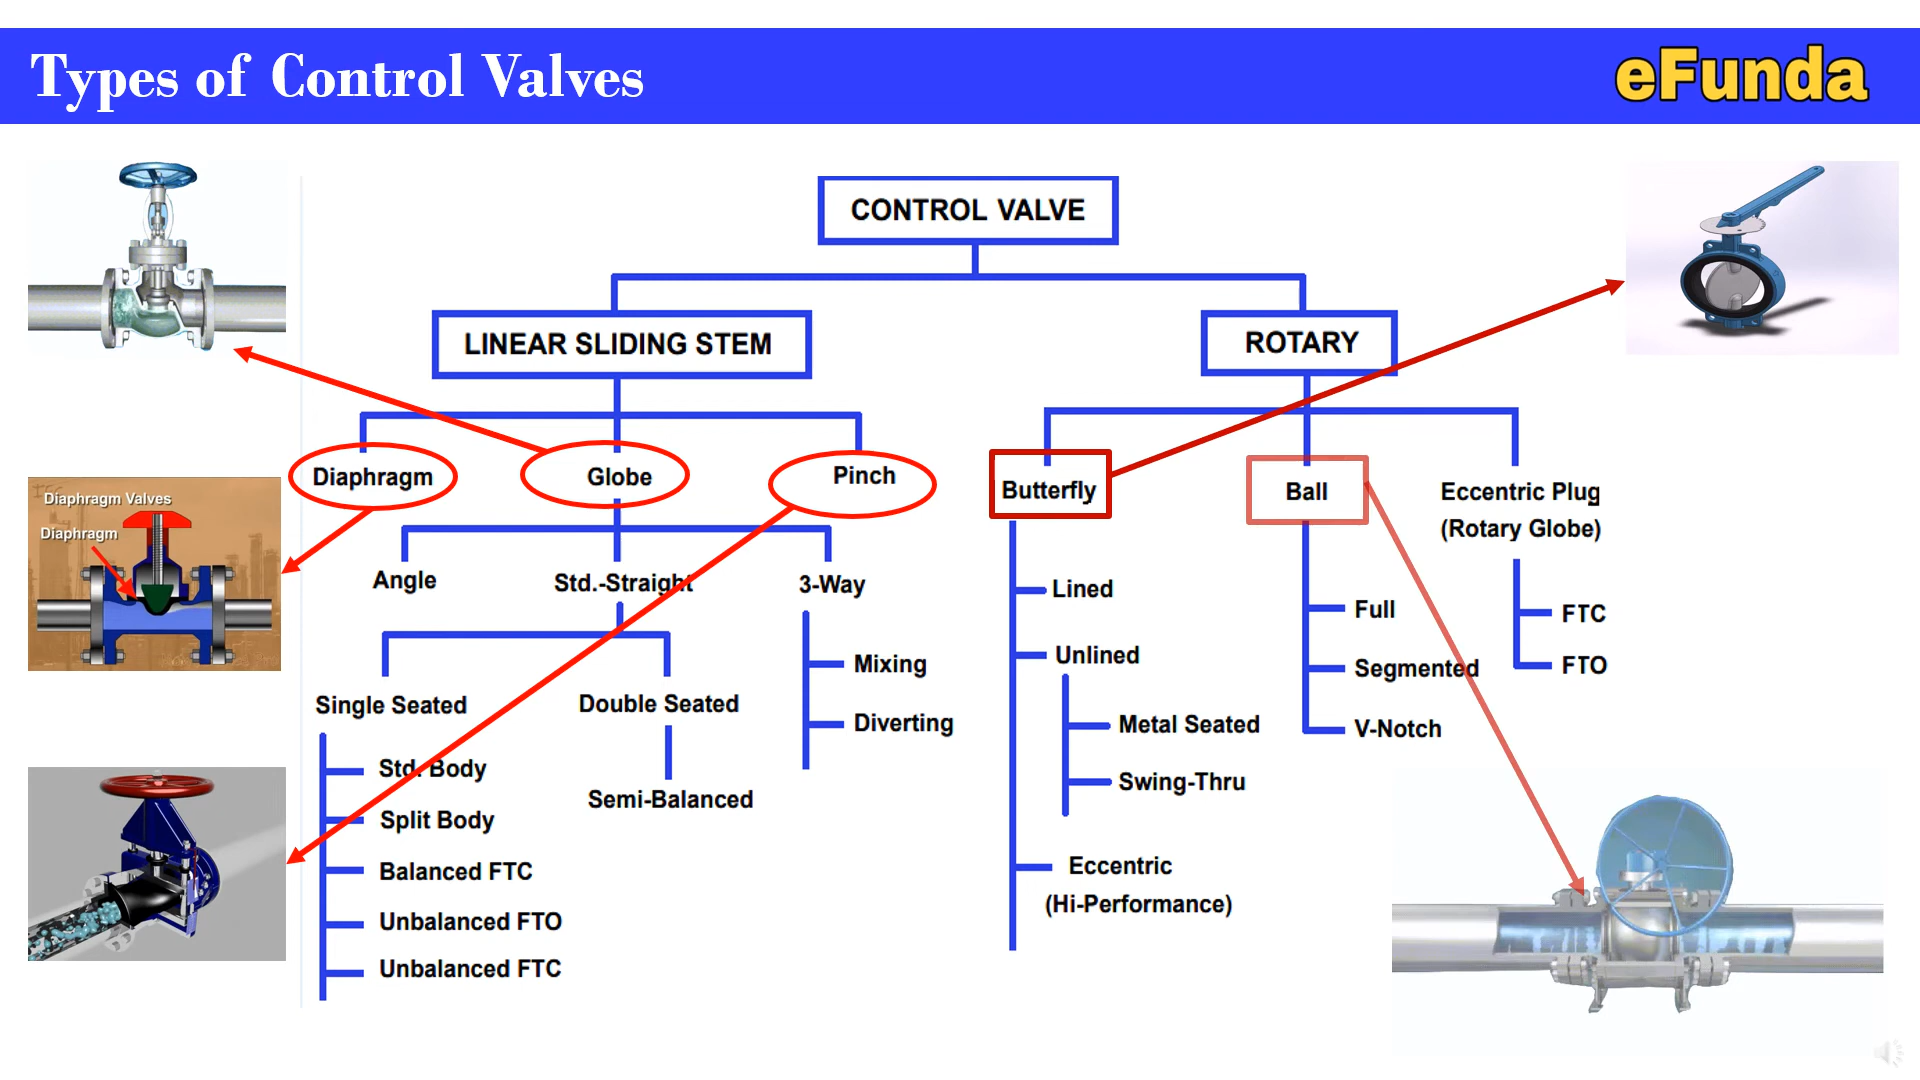 Types of Control Valves
eFunda
CONTROL VALVE
LINEAR SLIDING STEM
ROTARY
Diaphragm
Globe
Pinch
Butterfly
Ball
Eccentric Plug
(Rotary Globe)
Diaphragm Valves
Diaphragm
Angle
Std.-Straight
3-Way
Mixing
Diverting
Single Seated
Double Seated
Semi-Balanced
Std. Body
Split Body
Balanced FTC
Unbalanced FTO
Unbalanced FTC
Lined
Unlined
Metal Seated
Swing-Thru
Eccentric
(Hi-Performance)
Full
Segmented
V-Notch
FTC
FTO